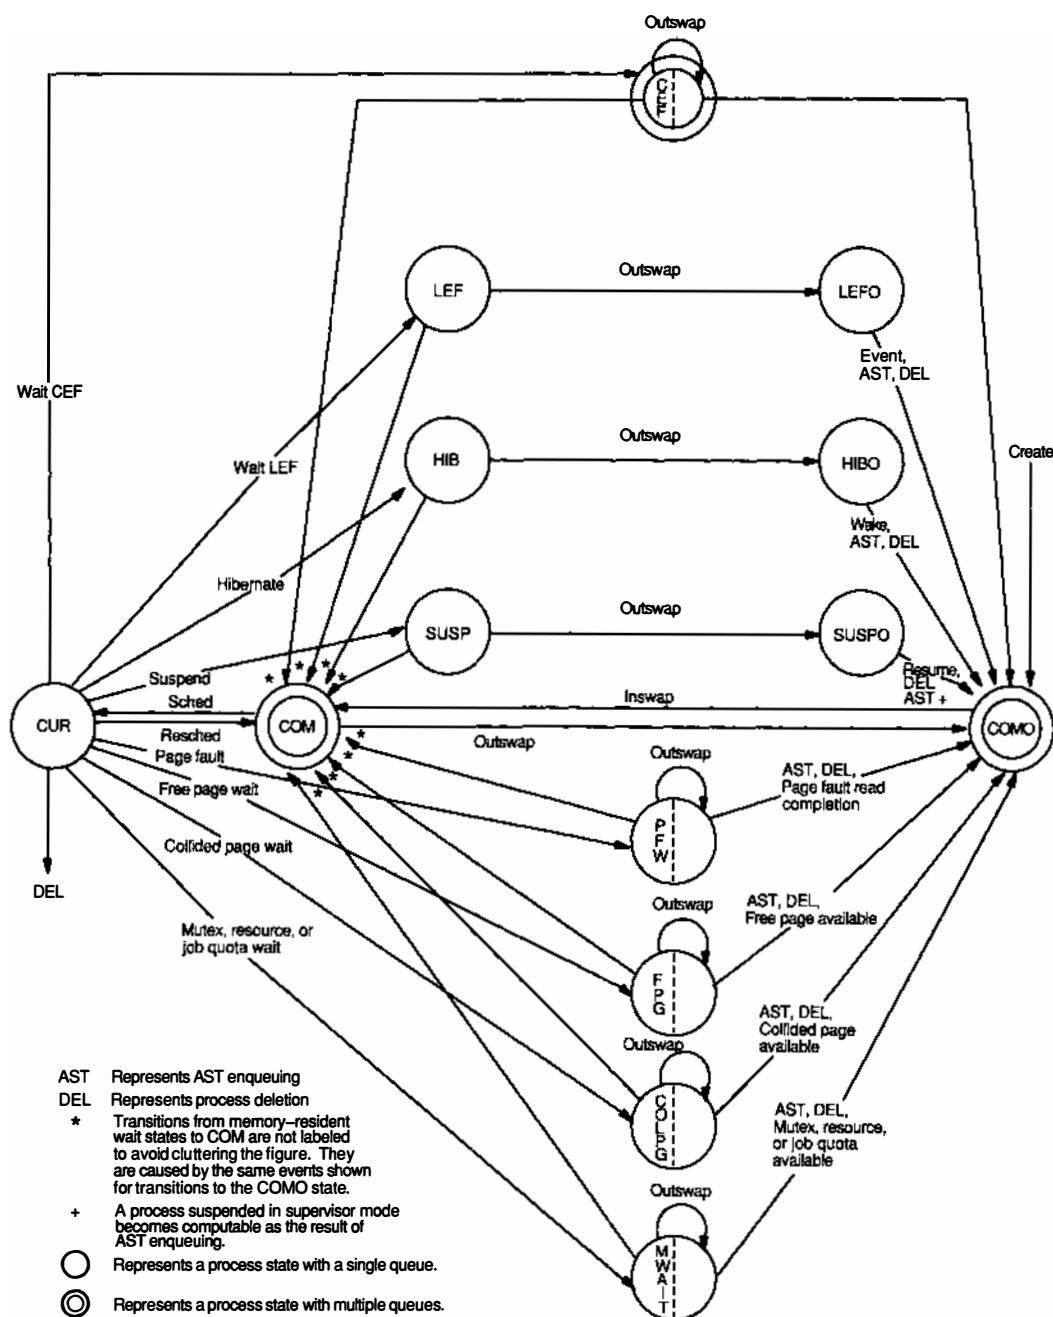 Outswap
CEF
LEF
Outswap
LEFO
Event,
AST, DEL
Wait CEF
Wait LEF
HIB
Outswap
HIBO
Create
Wake,
AST, DEL
Hibernate
SUSP
Outswap
SUSPO
Suspend
* * * *
Resume,
DEL
AST +
Sched
Inswap
CUR
COM
COMO
Resched
Outswap
Page fault
* * * *
Outswap
Free page wait
AST, DEL,
Page fault read
completion
PFW
Collided page wait
DEL
Outswap
AST, DEL,
Free page available
Mutex, resource, or
job quota wait
FPG
AST, DEL,
Collided page
available
Outswap
COLPG
AST, DEL,
Mutex, resource,
or job quota
available
Outswap
MWAIT
AST Represents AST enqueuing
DEL Represents process deletion
* Transitions from memory–resident
wait states to COM are not labeled
to avoid cluttering the figure. They
are caused by the same events shown
for transitions to the COMO state.
+ A process suspended in supervisor mode
becomes computable as the result of
AST enqueuing.
Represents a process state with a single queue.
Represents a process state with multiple queues.